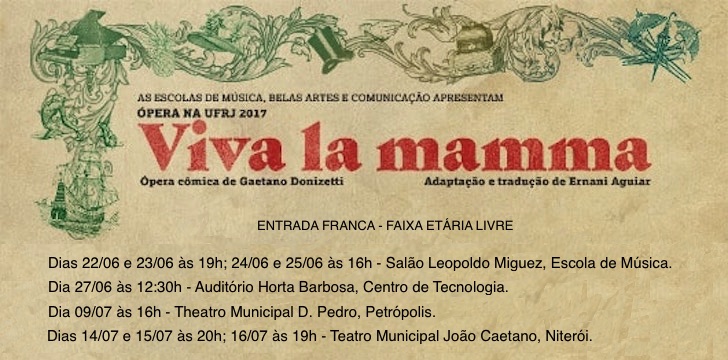 AS ESCOLAS DE MÚSICA, BELAS ARTES E COMUNICAÇÃO APRESENTAM
ÓPERA NA UFRJ 2017
Viva la mamma
Ópera cômica de Gaetano Donizetti Adaptação e tradução de Ernani Aguiar
ENTRADA FRANCA - FAIXA ETÁRIA LIVRE
Dias 22/06 e 23/06 às 19h; 24/06 e 25/06 às 16h - Salão Leopoldo Miguez, Escola de Música.
Dia 27/06 às 12:30h - Auditório Horta Barbosa, Centro de Tecnologia.
Dia 09/07 às 16h - Theatro Municipal D. Pedro, Petrópolis.
Dias 14/07 e 15/07 às 20h; 16/07 às 19h - Teatro Municipal João Caetano, Niterói.